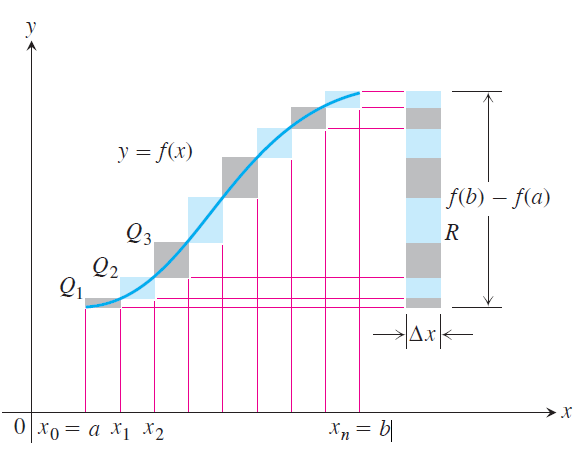 y
y = f(x)
Q₃
Q₂
Q₁
f(b) – f(a)
R
Δx
x
0 x₀ = a x₁ x₂ xₙ = b